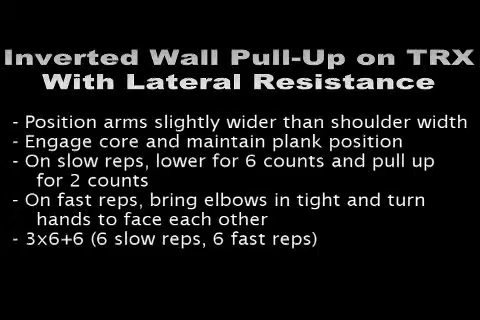 Inverted Wall Pull-Up on TRX
With Lateral Resistance
- Position arms slightly wider than shoulder width
- Engage core and maintain plank position
- On slow reps, lower for 6 counts and pull up
for 2 counts
- On fast reps, bring elbows in tight and turn
hands to face each other
- 3x6+6 (6 slow reps, 6 fast reps)